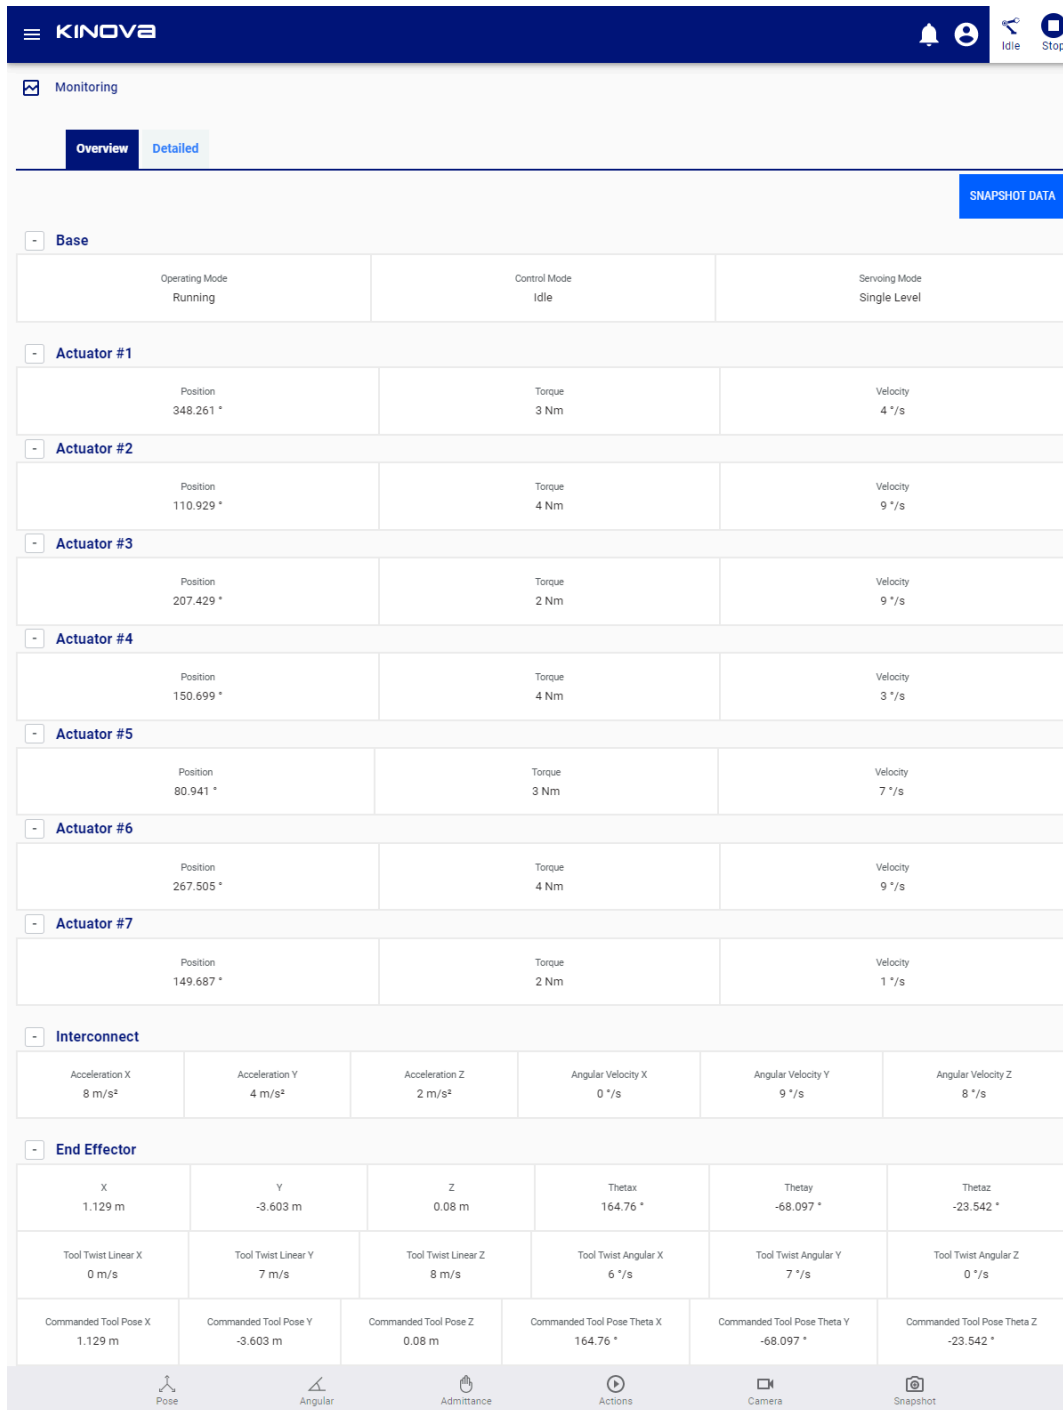 KINOVA
Idle
Stop
Monitoring
Overview Detailed
SNAPSHOT DATA
- Base
Operating Mode Control Mode Servoing Mode
Running Idle Single Level
- Actuator #1
Position Torque Velocity
348.261 ° 3 Nm 4 °/s
- Actuator #2
Position Torque Velocity
110.929 ° 4 Nm 9 °/s
- Actuator #3
Position Torque Velocity
207.429 ° 2 Nm 9 °/s
- Actuator #4
Position Torque Velocity
150.699 ° 4 Nm 3 °/s
- Actuator #5
Position Torque Velocity
80.941 ° 3 Nm 7 °/s
- Actuator #6
Position Torque Velocity
267.505 ° 4 Nm 9 °/s
- Actuator #7
Position Torque Velocity
149.687 ° 2 Nm 1 °/s
- Interconnect
Acceleration X Acceleration Y Acceleration Z Angular Velocity X Angular Velocity Y Angular Velocity Z
8 m/s² 4 m/s² 2 m/s² 0 °/s 9 °/s 8 °/s
- End Effector
X Y Z Thetax Thetay Thetaz
1.129 m -3.603 m 0.08 m 164.76 ° -68.097 ° -23.542 °
Tool Twist Linear X Tool Twist Linear Y Tool Twist Linear Z Tool Twist Angular X Tool Twist Angular Y Tool Twist Angular Z
0 m/s 7 m/s 8 m/s 6 °/s 7 °/s 0 °/s
Commanded Tool Pose X Commanded Tool Pose Y Commanded Tool Pose Z Commanded Tool Pose Theta X Commanded Tool Pose Theta Y Commanded Tool Pose Theta Z
1.129 m -3.603 m 0.08 m 164.76 ° -68.097 ° -23.542 °
Pose Angular Admittance Actions Camera Snapshot